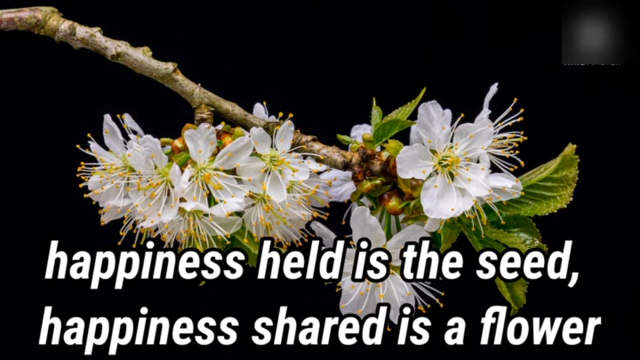 happiness held is the seed,
happiness shared is a flower